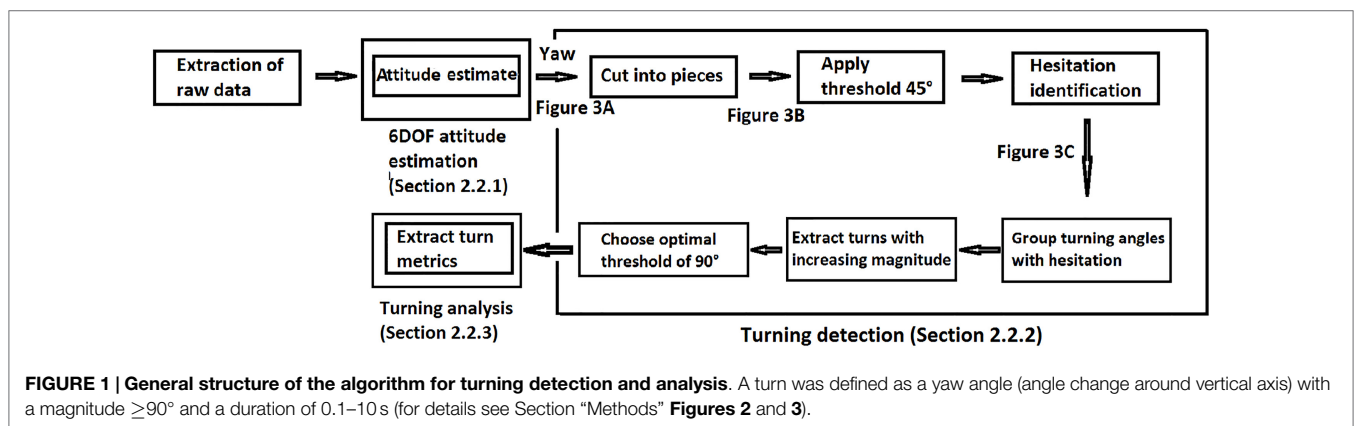 Extraction of
raw data
Attitude estimate
6DOF attitude
estimation
(Section 2.2.1)
Yaw
Figure 3A
Cut into pieces
Figure 3B
Apply
threshold 45°
Hesitation
identification
Figure 3C
Group turning angles
with hesitation
Extract turns with
increasing magnitude
Choose optimal
threshold of 90°
Extract turn
metrics
Turning analysis
(Section 2.2.3)
Turning detection (Section 2.2.2)
FIGURE 1 | General structure of the algorithm for turning detection and analysis. A turn was defined as a yaw angle (angle change around vertical axis) with
a magnitude ≥90° and a duration of 0.1–10 s (for details see Section “Methods” Figures 2 and 3).